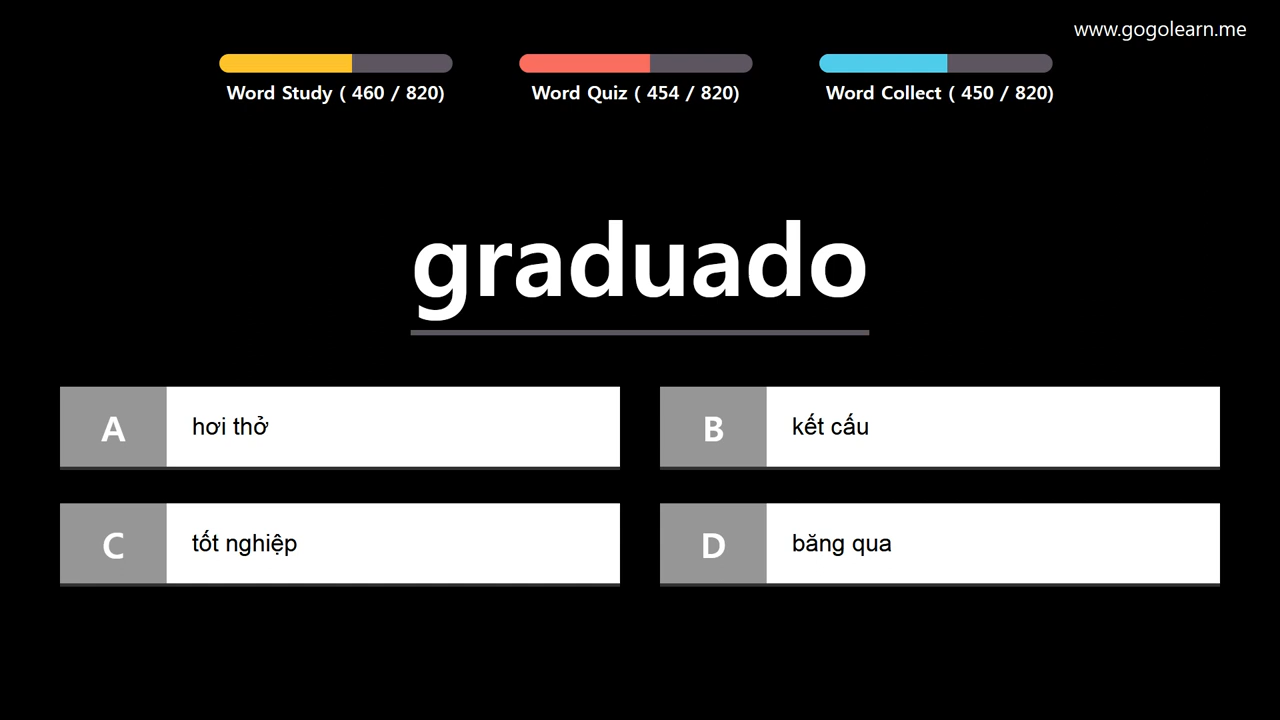 www.gogolearn.me
Word Study ( 460 / 820)
Word Quiz ( 454 / 820)
Word Collect ( 450 / 820)
graduado
A
hơi thở
B
kết cấu
C
tốt nghiệp
D
băng qua